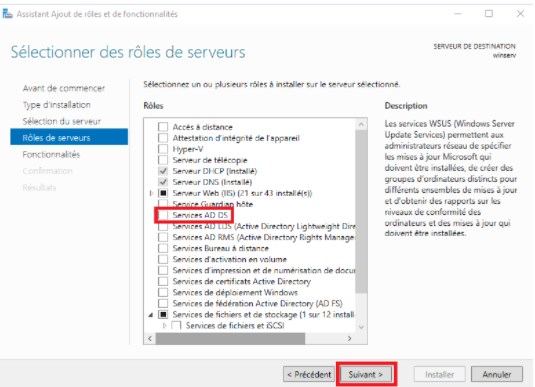 Assistant Ajout de rôles et de fonctionnalités
Sélectionner des rôles de serveurs
SERVEUR DE DESTINATION
winserv
Avant de commencer
Type d'installation
Sélection du serveur
Rôles de serveurs
Fonctionnalités
Confirmation
Résultats
Sélectionnez un ou plusieurs rôles à installer sur le serveur sélectionné.
Rôles
Accès à distance
Attestation d'intégrité de l'appareil
Hyper-V
Serveur de télécopie
Serveur DHCP (Installé)
Serveur DNS (Installé)
Serveur Web (IIS) (21 sur 43 installé(s))
Service Guardian hôte
Services AD DS
Services AD LDS (Active Directory Lightweight Dire
Services AD RMS (Active Directory Rights Manage
Services Bureau à distance
Services d'activation en volume
Services d'impression et de numérisation de docu
Services de certificats Active Directory
Services de déploiement Windows
Services de fédération Active Directory (AD FS)
Services de fichiers et de stockage (1 sur 12 install
Services de fichiers et iSCSI
Description
Les services WSUS (Windows Server
Update Services) permettent aux
administrateurs réseau de spécifier
les mises à jour Microsoft qui
doivent être installées, de créer des
groupes d'ordinateurs distincts pour
différents ensembles de mises à jour
et d'obtenir des rapports sur les
niveaux de conformité des
ordinateurs et des mises à jour qui
doivent être installées.
< Précédent
Suivant >
Installer
Annuler